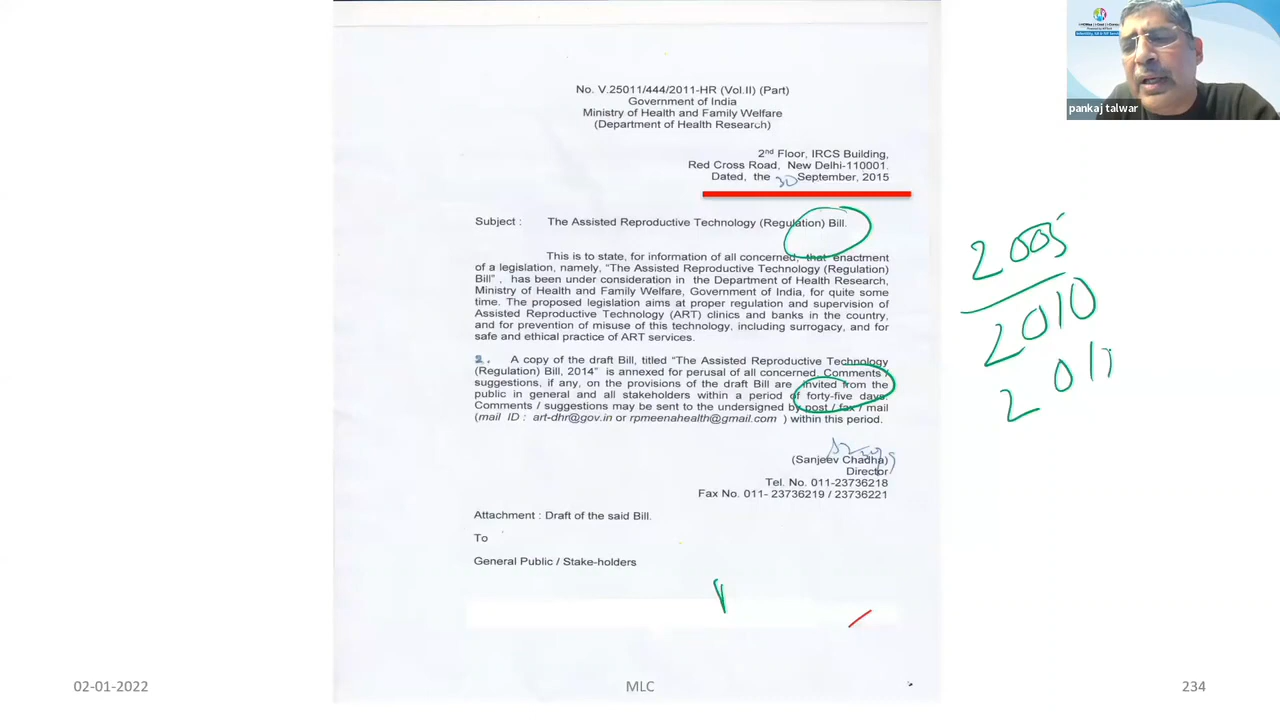 No. V.25011/444/2011-HR (Vol.II) (Part)
Government of India
Ministry of Health and Family Welfare
(Department of Health Research)
2nd Floor, IRCS Building,
Red Cross Road, New Delhi-110001.
Dated, the 30 September, 2015
Subject : The Assisted Reproductive Technology (Regulation) Bill.
This is to state, for information of all concerned, that enactment
of a legislation, namely, “The Assisted Reproductive Technology (Regulation)
Bill” , has been under consideration in the Department of Health Research,
Ministry of Health and Family Welfare, Government of India, for quite some
time. The proposed legislation aims at proper regulation and supervision of
Assisted Reproductive Technology (ART) clinics and banks in the country,
and for prevention of misuse of this technology, including surrogacy, and for
safe and ethical practice of ART services.
2. A copy of the draft Bill, titled “The Assisted Reproductive Technology
(Regulation) Bill, 2014” is annexed for perusal of all concerned. Comments /
suggestions, if any, on the provisions of the draft Bill are invited from the
public in general and all stakeholders within a period of forty-five days.
Comments / suggestions may be sent to the undersigned by post / fax / mail
(mail ID : art-dhr@gov.in or rpmeenahealth@gmail.com ) within this period.
(Sanjeev Chadha)
Director
Tel. No. 011-23736218
Fax No. 011- 23736219 / 23736221
Attachment : Draft of the said Bill.
To
General Public / Stake-holders
2005
2010
2011
pankaj talwar
02-01-2022
MLC
234